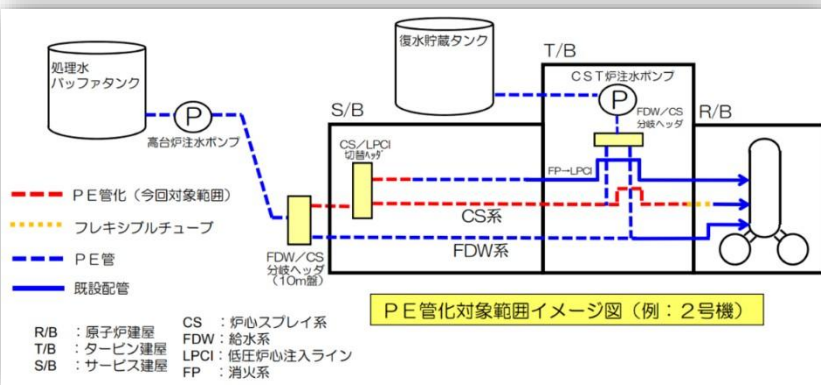 処理水
バッファタンク
P
高台炉注水ポンプ
復水貯蔵タンク
T/B
CST炉注水ポンプ
P
FDW/CS
分岐ヘッダ
S/B
R/B
CS/LPCI
切替ヘッダ
FP→LPCI
CS系
FDW系
FDW/CS
分岐ヘッダ
(10m盤)
PE管化(今回対象範囲)
フレキシブルチューブ
PE管
既設配管
PE管化対象範囲イメージ図(例:2号機)
R/B :原子炉建屋
T/B :タービン建屋
S/B :サービス建屋
CS :炉心スプレイ系
FDW :給水系
LPCI :低圧炉心注入ライン
FP :消火系